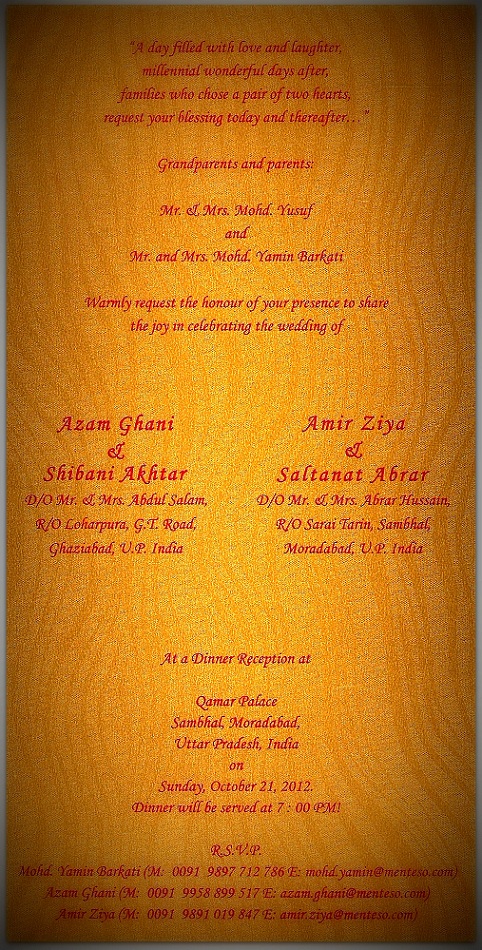 "A day filled with love and laughter,
millennial wonderful days after,
families who chose a pair of two hearts,
request your blessing today and thereafter…"
Grandparents and parents:
Mr. & Mrs. Mohd. Yusuf
and
Mr. and Mrs. Mohd. Yamin Barkati
Warmly request the honour of your presence to share
the joy in celebrating the wedding of
Azam Ghani
&
Shibani Akhtar
D/O Mr. & Mrs. Abdul Salam,
R/O Loharpura, G.T. Road,
Ghaziabad, U.P. India
Amir Ziya
&
Saltanat Abrar
D/O Mr. & Mrs. Abrar Hussain,
R/O Sarai Tarin, Sambhal,
Moradabad, U.P. India
At a Dinner Reception at
Qamar Palace
Sambhal, Moradabad,
Uttar Pradesh, India
on
Sunday, October 21, 2012.
Dinner will be served at 7 : 00 PM!
R.S.V.P.
Mohd. Yamin Barkati (M: 0091 9897 712 786 E: mohd.yamin@menteso.com)
Azam Ghani (M: 0091 9958 899 517 E: azam.ghani@menteso.com)
Amir Ziya (M: 0091 9891 019 847 E: amir.ziya@menteso.com)